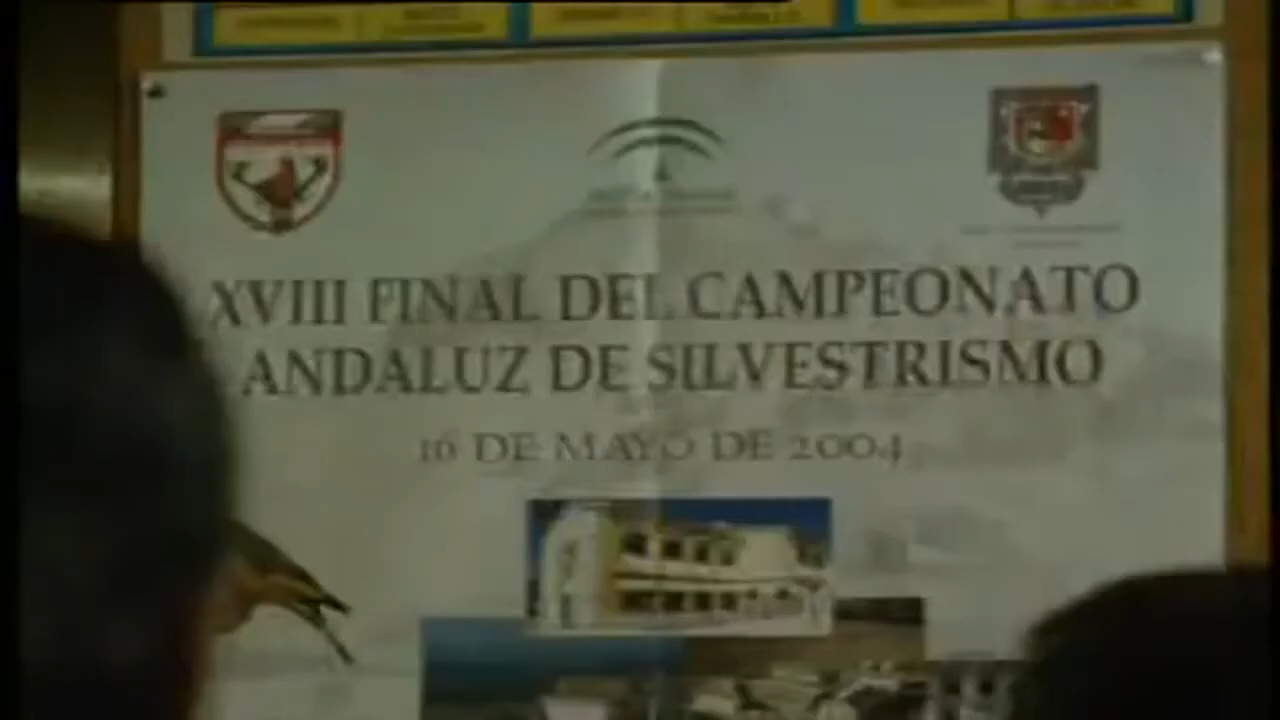 XVIII FINAL DEL CAMPEONATO
ANDALUZ DE SILVESTRISMO
16 DE MAYO DE 2004